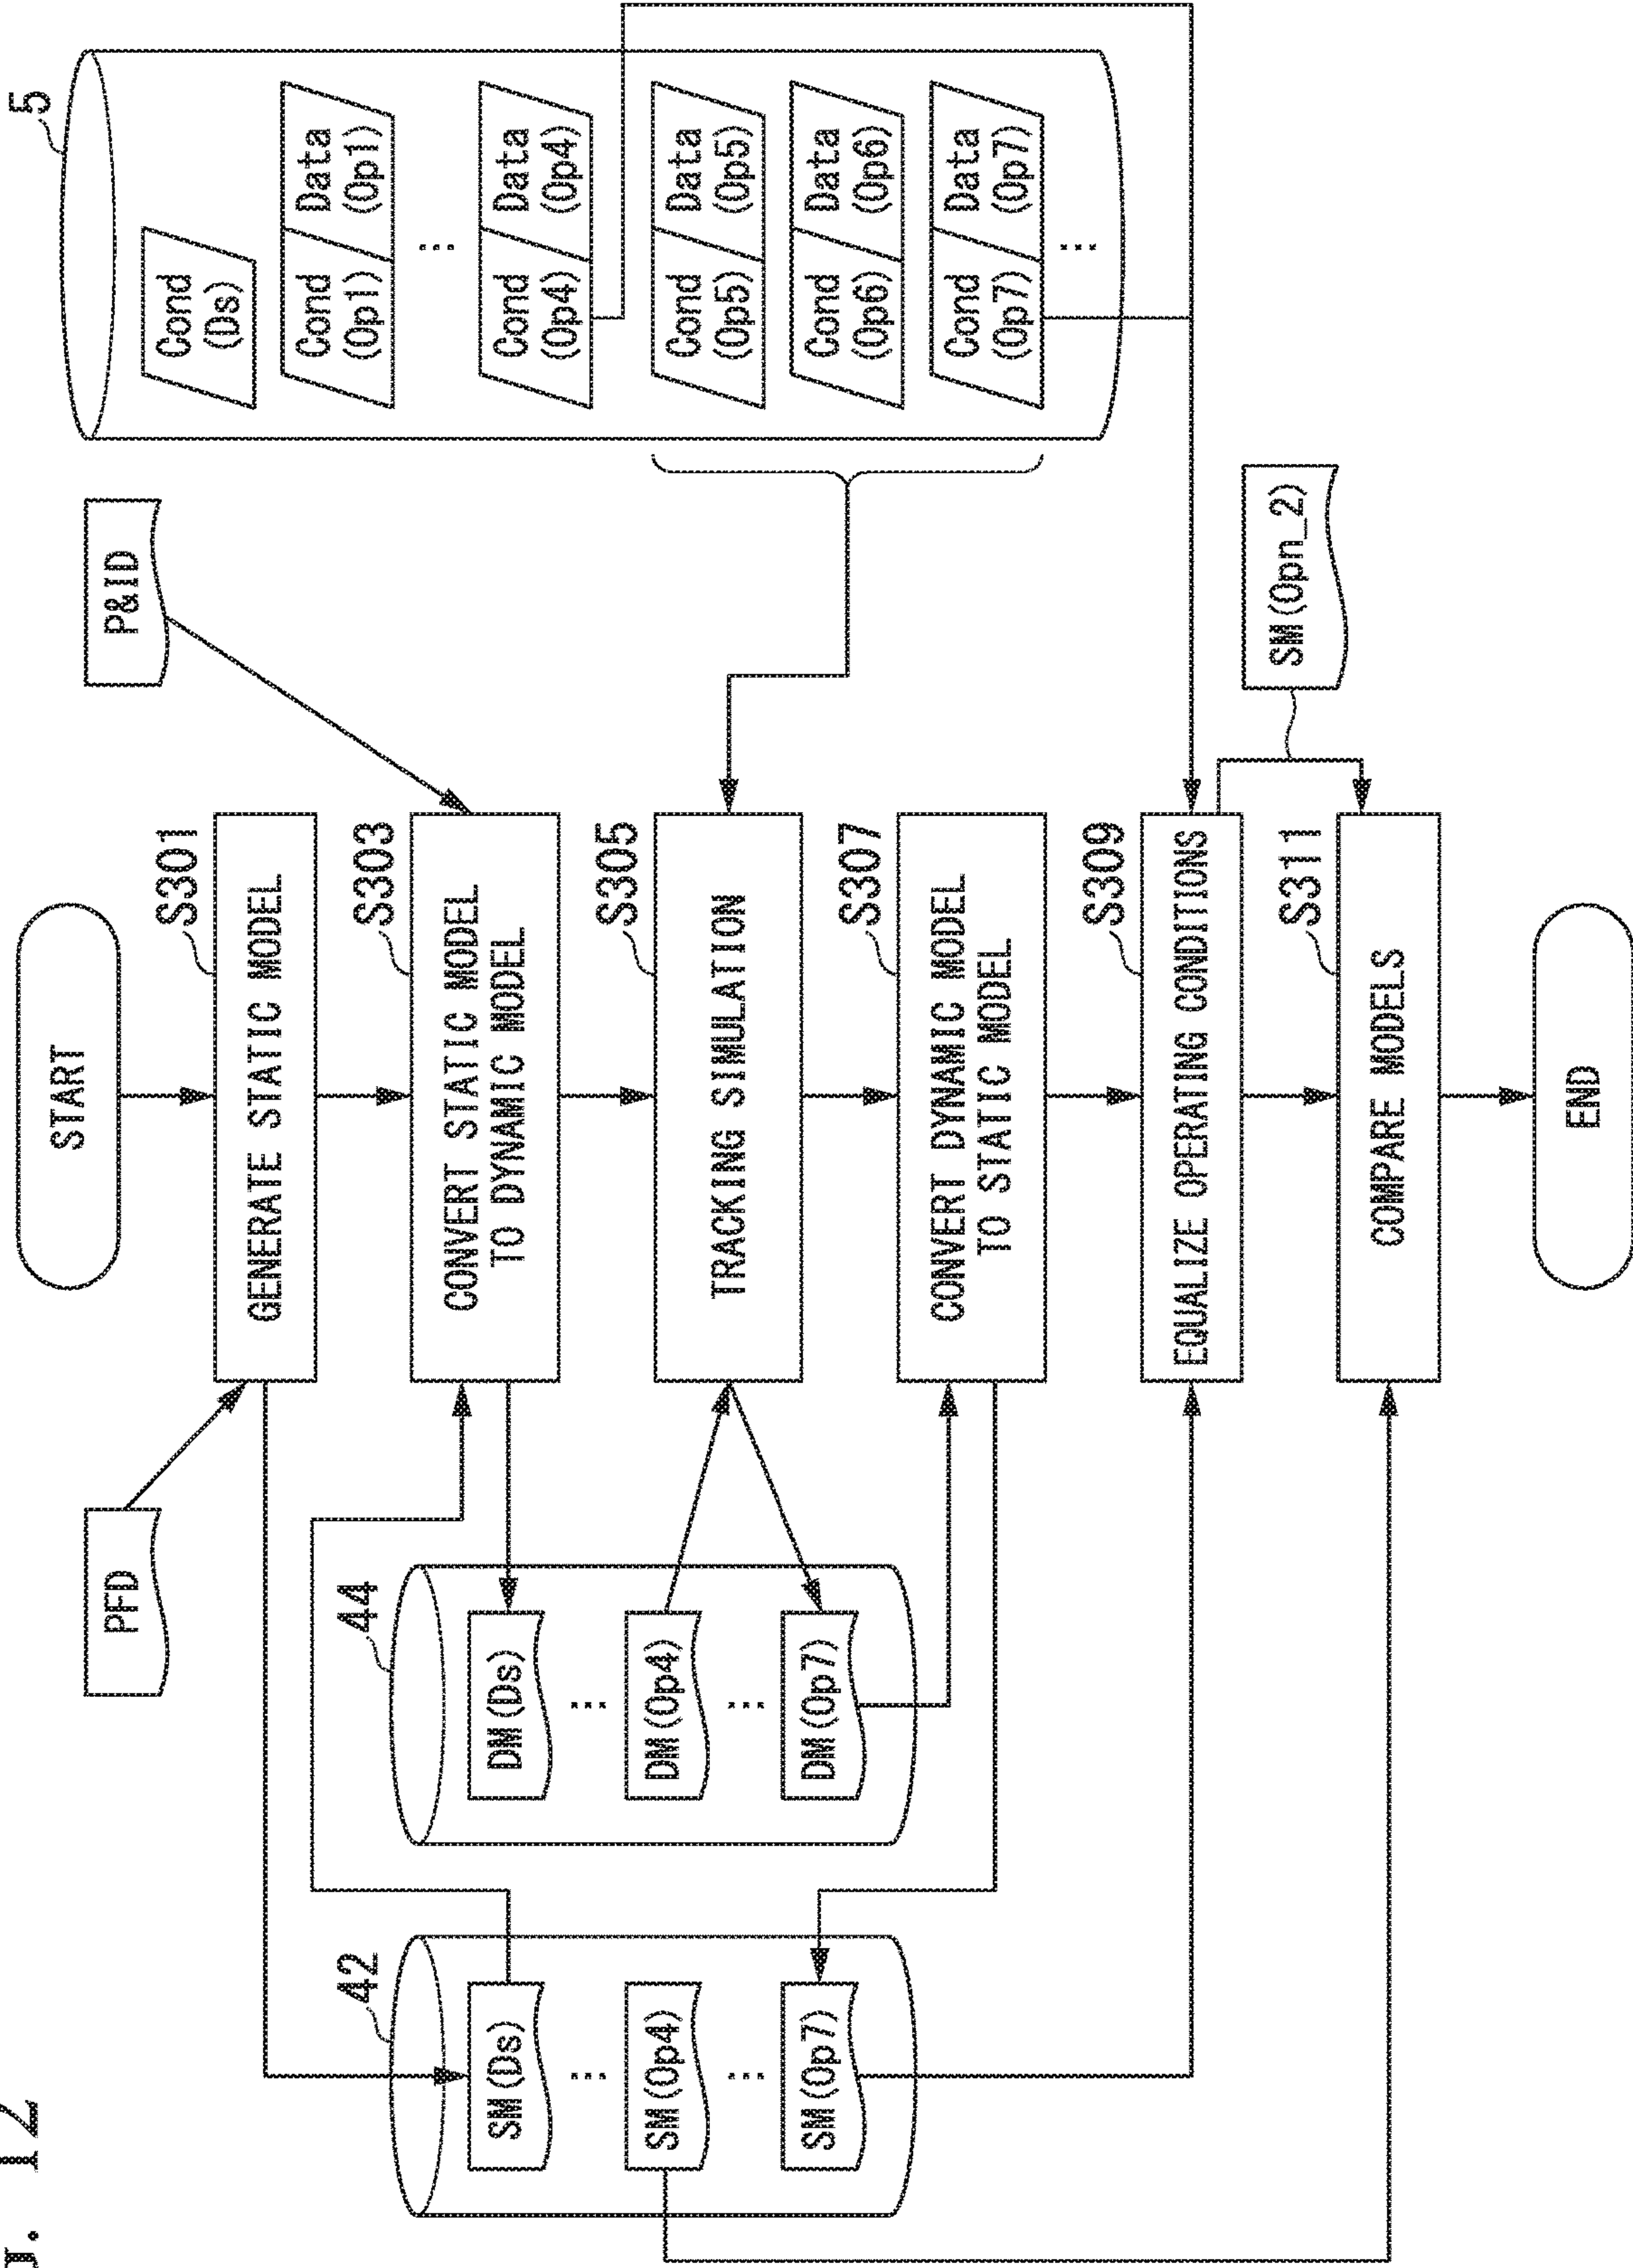 g. 12
START
PFD
S301
GENERATE STATIC MODEL
P&ID
S303
CONVERT STATIC MODEL
TO DYNAMIC MODEL
S305
TRACKING SIMULATION
S307
CONVERT DYNAMIC MODEL
TO STATIC MODEL
S309
EQUALIZE OPERATING CONDITIONS
SM(Opn_2)
S311
COMPARE MODELS
END
42
SM(Ds)
...
SM(Op4)
...
SM(Op7)
44
DM(Ds)
...
DM(Op4)
...
DM(Op7)
5
Cond
(Ds)
Cond
(Op1)
Data
(Op1)
...
Cond
(Op4)
Data
(Op4)
Cond
(Op5)
Data
(Op5)
Cond
(Op6)
Data
(Op6)
Cond
(Op7)
Data
(Op7)
...